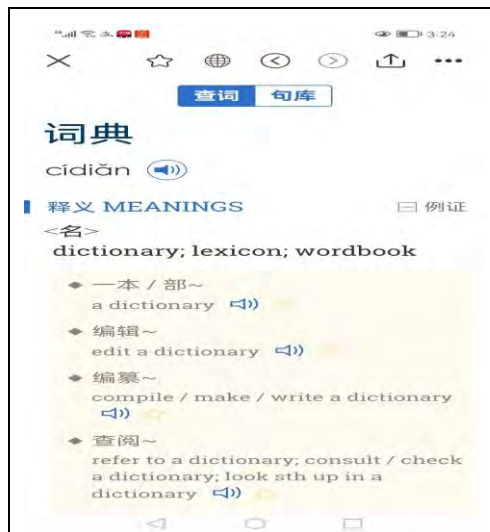 3:24
查词 句库
词典
cídiǎn
释义 MEANINGS 例证
<名>
dictionary; lexicon; wordbook
一本 / 部~
a dictionary
编辑~
edit a dictionary
编纂~
compile / make / write a dictionary
查阅~
refer to a dictionary; consult / check
a dictionary; look sth up in a
dictionary